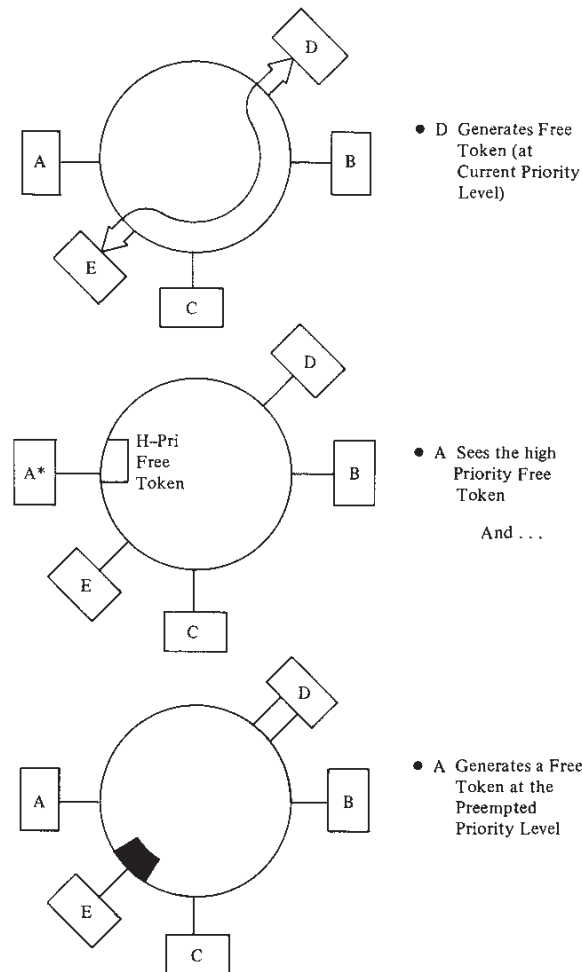 D
A
B
E
C
● D Generates Free
Token (at
Current Priority
Level)
D
H–Pri
Free
Token
A*
B
E
C
● A Sees the high
Priority Free
Token
And . . .
D
A
B
E
C
● A Generates a Free
Token at the
Preempted
Priority Level